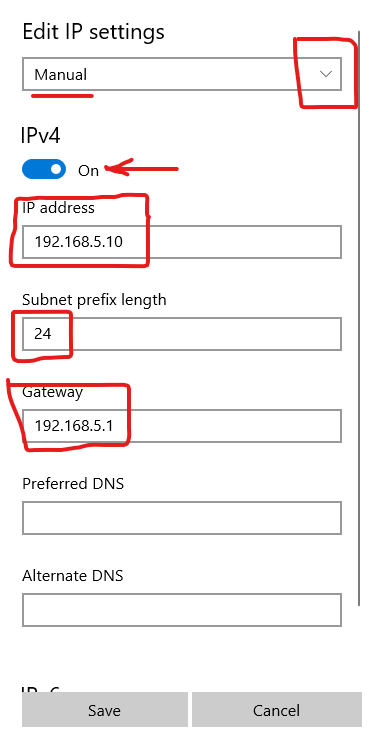 Edit IP settings
Manual
IPv4
On
IP address
192.168.5.10
Subnet prefix length
24
Gateway
192.168.5.1
Preferred DNS
Alternate DNS
IPv6
Save
Cancel